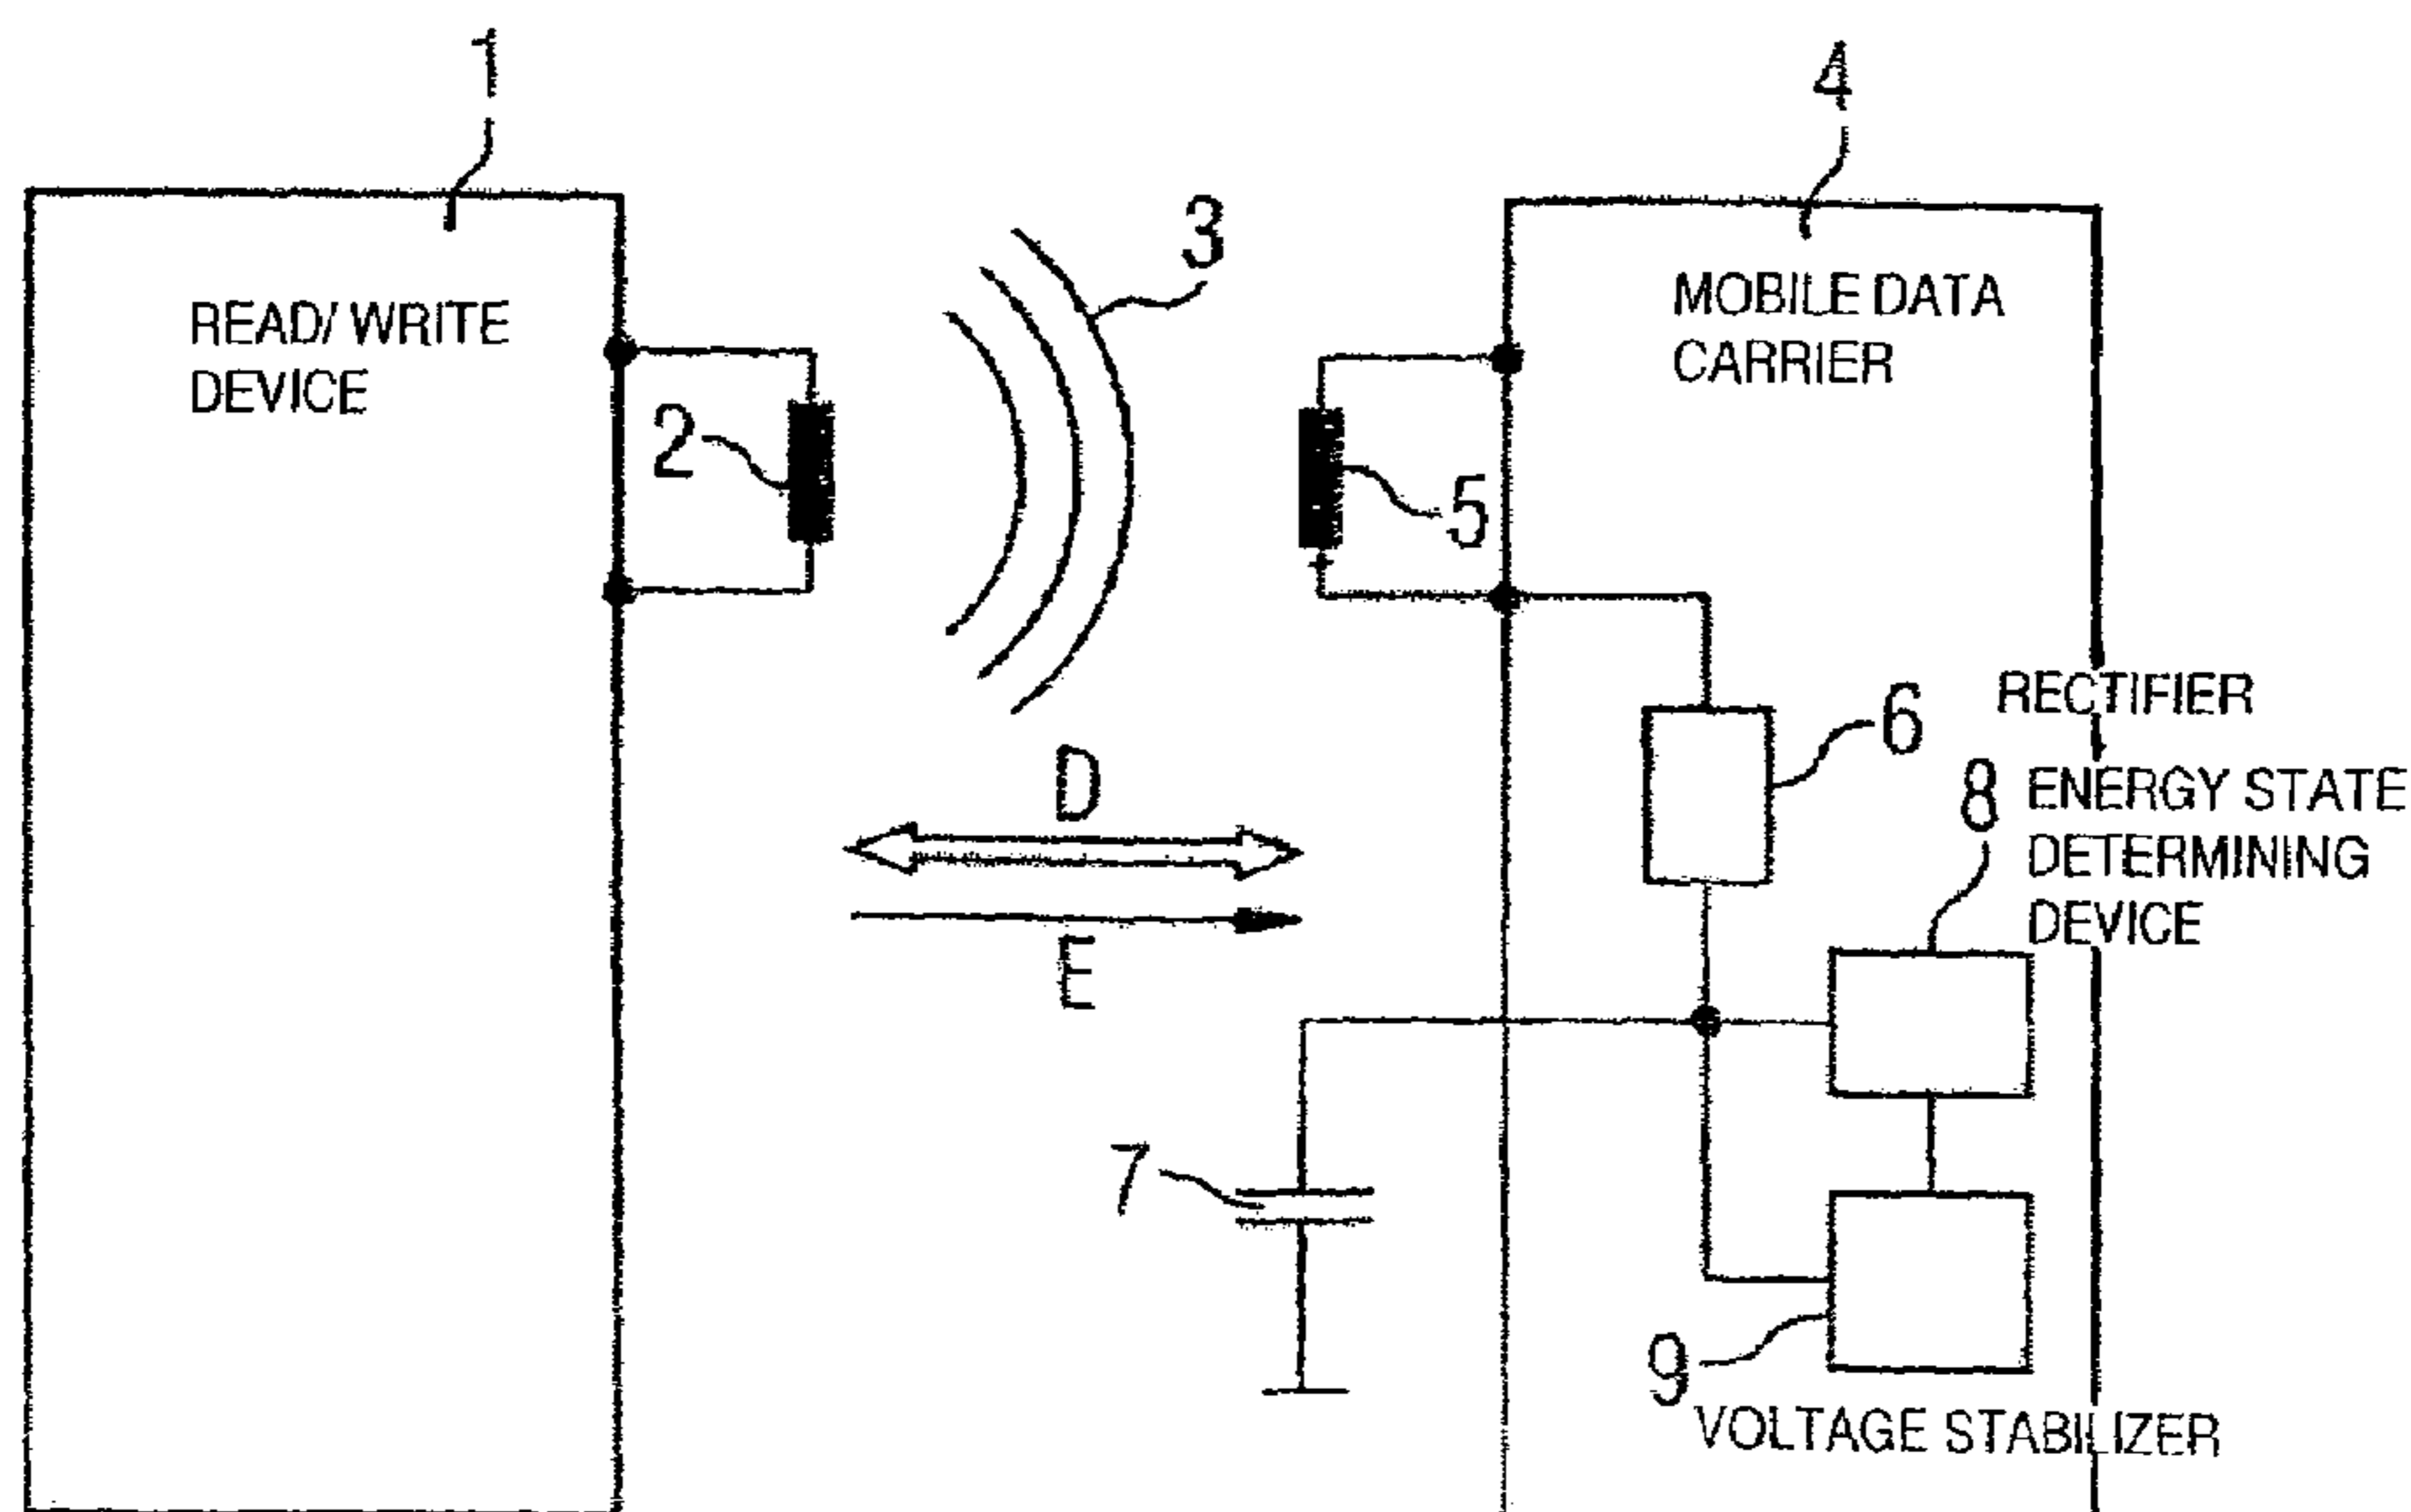 1
4
3
READ/ WRITE
DEVICE
MOBILE DATA
CARRIER
2
5
6
RECTIFIER
D
8
ENERGY STATE
DETERMINING
DEVICE
E
7
9
VOLTAGE STABILIZER